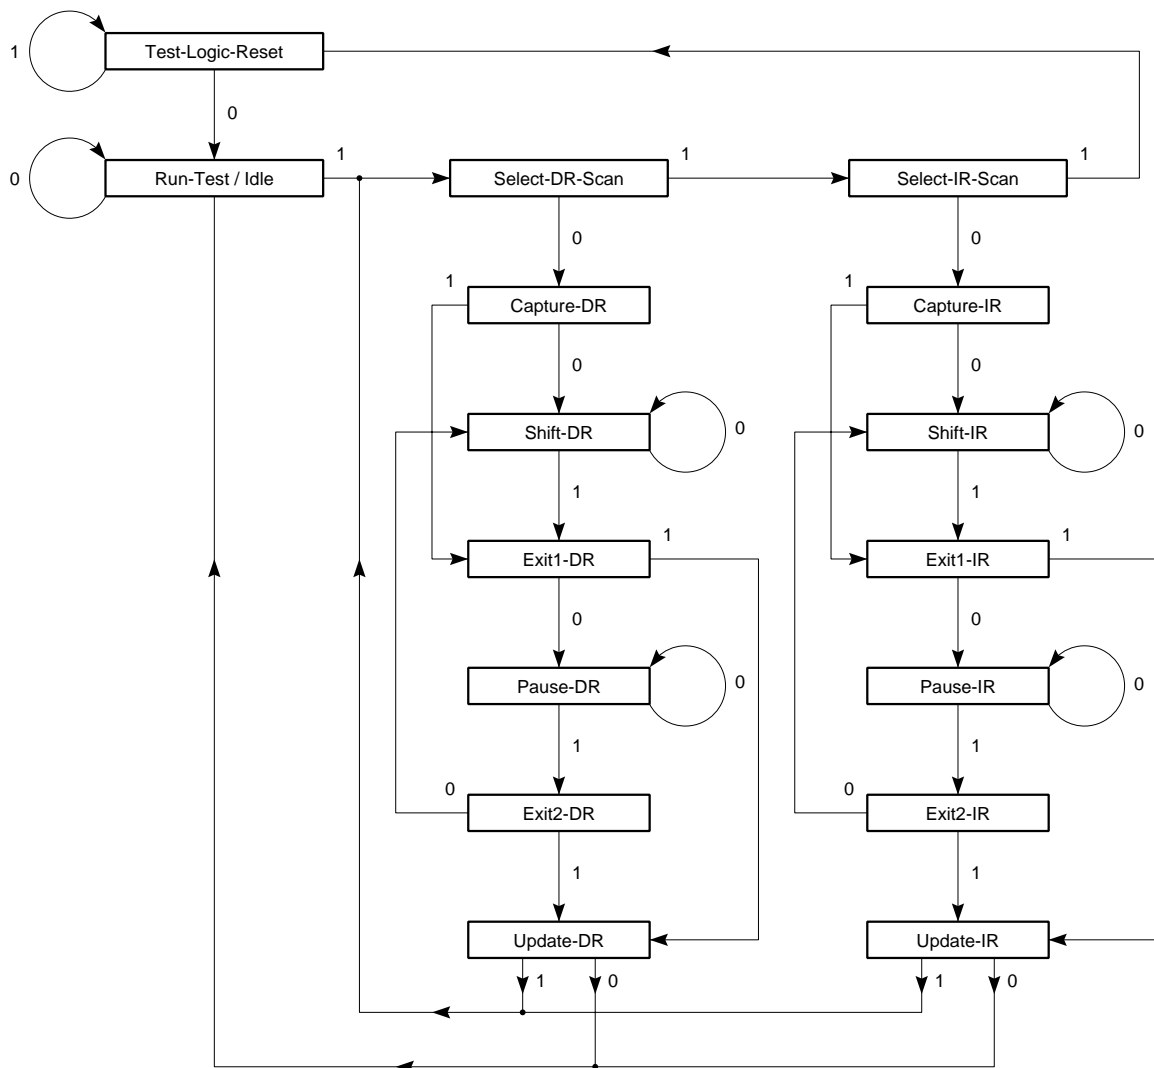 Test-Logic-Reset
1
0
Run-Test / Idle
0
1
Select-DR-Scan
1
Select-IR-Scan
1
0
0
1
Capture-DR
1
Capture-IR
0
0
Shift-DR
0
Shift-IR
0
1
1
Exit1-DR
1
Exit1-IR
1
0
0
Pause-DR
0
Pause-IR
0
1
1
0
Exit2-DR
0
Exit2-IR
1
1
Update-DR
Update-IR
1
0
1
0